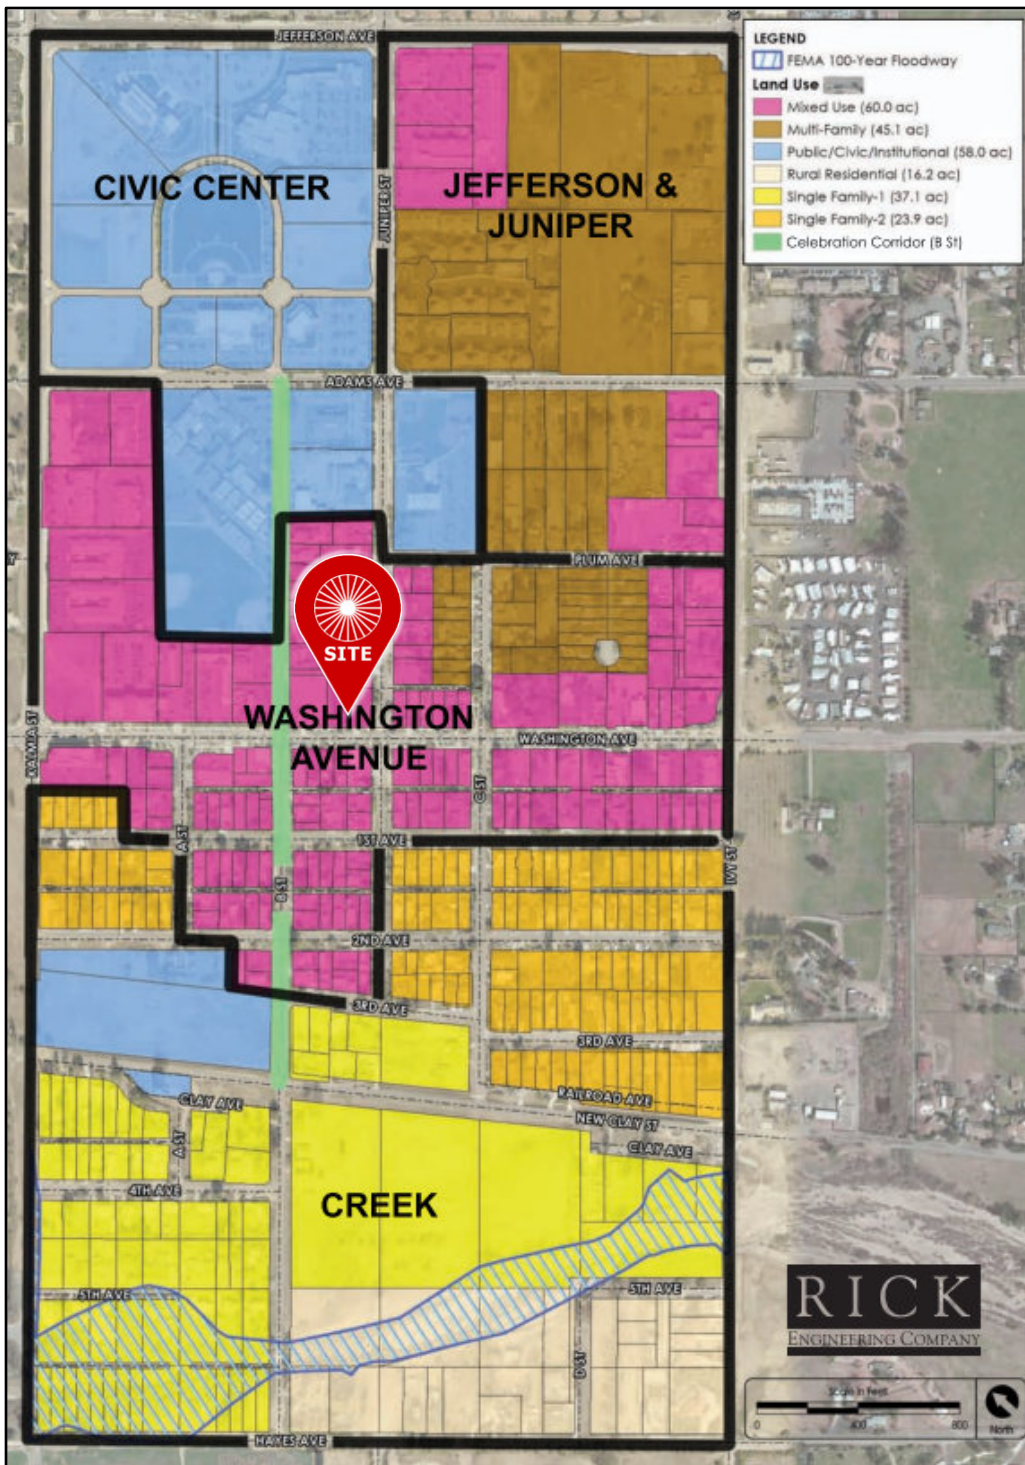 JEFFERSON AVE
LEGEND
FEMA 100-Year Floodway
Land Use
Mixed Use (60.0 ac)
Multi-Family (45.1 ac)
Public/Civic/Institutional (58.0 ac)
Rural Residential (16.2 ac)
Single Family-1 (37.1 ac)
Single Family-2 (23.9 ac)
Celebration Corridor (B St)
CIVIC CENTER
JUNIPER ST
JEFFERSON &
JUNIPER
ADAMS AVE
PLUM AVE
SITE
WASHINGTON
AVENUE
KALMIA ST
WASHINGTON AVE
C ST
A ST
1ST AVE
B ST
IVY ST
2ND AVE
3RD AVE
3RD AVE
CLAY AVE
RAILROAD AVE
NEW CLAY ST
A ST
CLAY AVE
4TH AVE
CREEK
5TH AVE
5TH AVE
D ST
HAYES AVE
RICK
ENGINEERING COMPANY
Scale in Feet
0 400 800
North